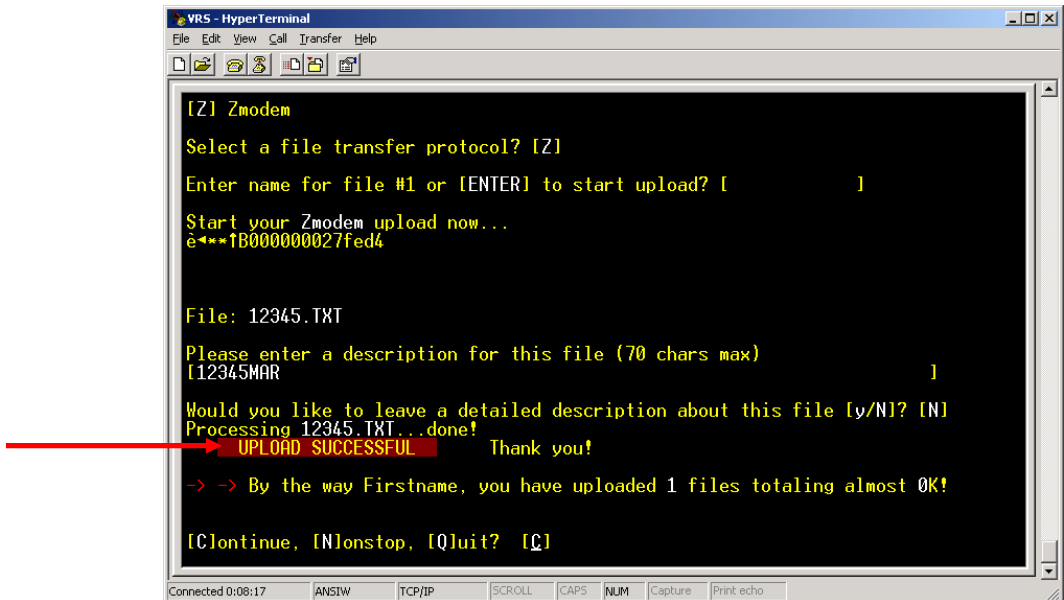 VRS - HyperTerminal
File Edit View Call Transfer Help
[Z] Zmodem
Select a file transfer protocol? [Z]
Enter name for file #1 or [ENTER] to start upload? [ ]
Start your Zmodem upload now...
è◄**↑B000000027fed4
File: 12345.TXT
Please enter a description for this file (70 chars max)
[12345MAR ]
Would you like to leave a detailed description about this file [y/N]? [N]
Processing 12345.TXT...done!
UPLOAD SUCCESSFUL Thank you!
-> -> By the way Firstname, you have uploaded 1 files totaling almost 0K!
[C]ontinue, [N]onstop, [Q]uit? [C]
Connected 0:08:17 ANSIW TCP/IP SCROLL CAPS NUM Capture Print echo